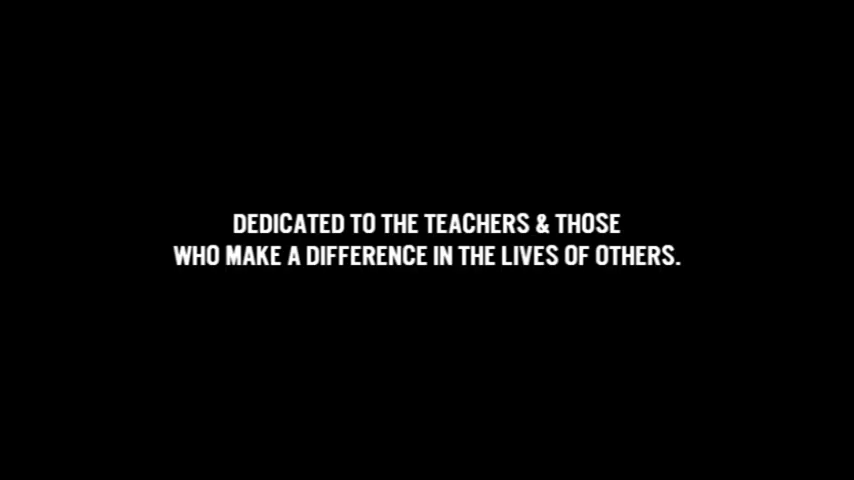 DEDICATED TO THE TEACHERS & THOSE
WHO MAKE A DIFFERENCE IN THE LIVES OF OTHERS.